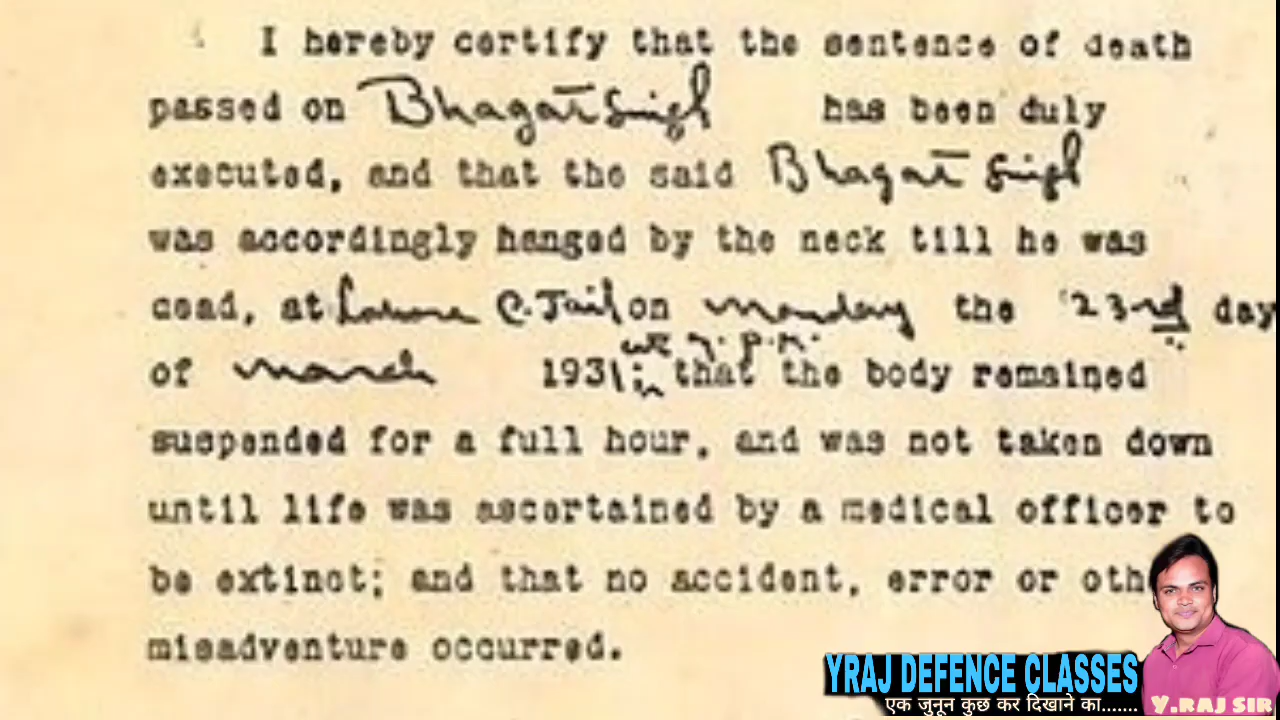 I hereby certify that the sentence of death
passed on Bhagat Singh has been duly
executed, and that the said Bhagat Singh
was accordingly hanged by the neck till he was
dead, at Lahore C. Jail on Monday the 23rd day
at 7. P.M.
of March 1931; that the body remained
suspended for a full hour, and was not taken down
until life was ascertained by a medical officer to
be extinct; and that no accident, error or oth
misadventure occurred.
YRAJ DEFENCE CLASSES
एक जुनून कुछ कर दिखाने का.......
Y.RAJ SIR